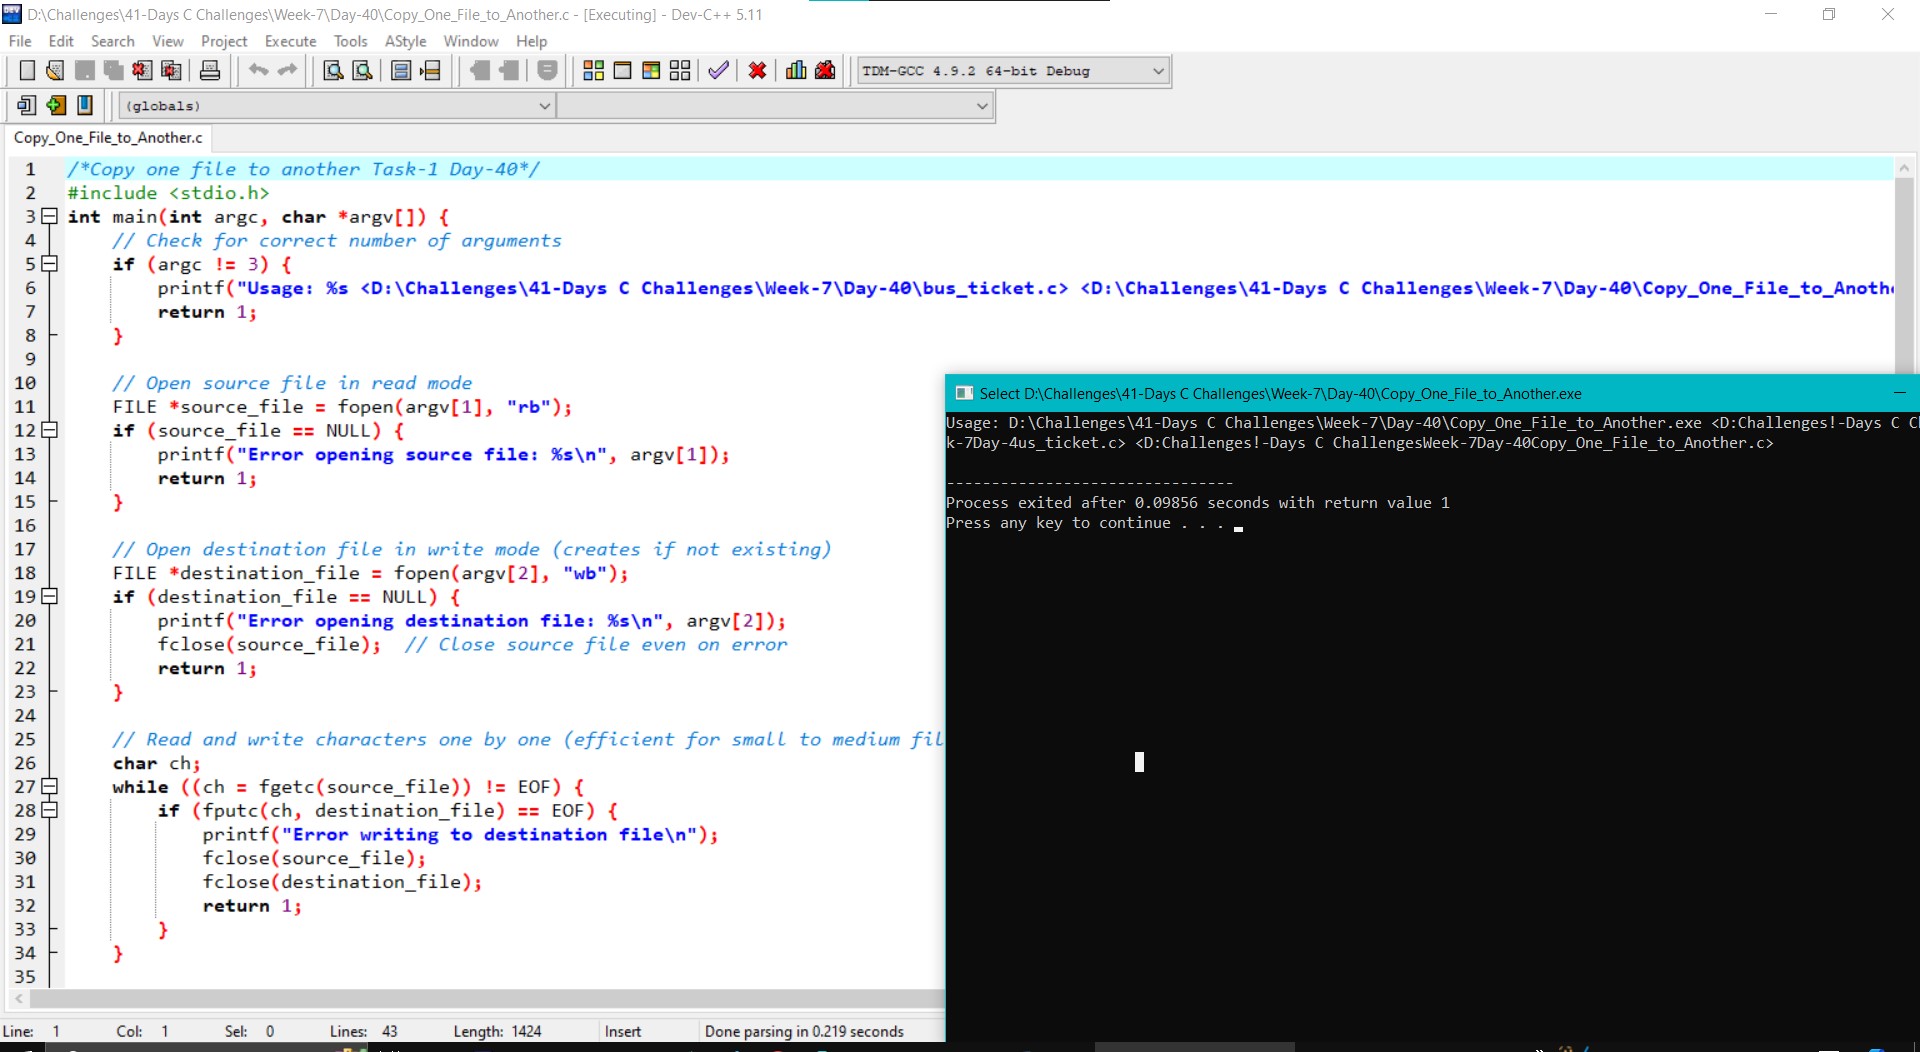 D:\Challenges\41-Days C Challenges\Week-7\Day-40\Copy_One_File_to_Another.c - [Executing] - Dev-C++ 5.11
File Edit Search View Project Execute Tools AStyle Window Help
TDM-GCC 4.9.2 64-bit Debug
(globals)
Copy_One_File_to_Another.c
1 /*Copy one file to another Task-1 Day-40*/
2 #include <stdio.h>
3 int main(int argc, char *argv[]) {
4 // Check for correct number of arguments
5 if (argc != 3) {
6 printf("Usage: %s <D:\Challenges\41-Days C Challenges\Week-7\Day-40\bus_ticket.c> <D:\Challenges\41-Days C Challenges\Week-7\Day-40\Copy_One_File_to_Anoth
7 return 1;
8 }
9
10 // Open source file in read mode
11 FILE *source_file = fopen(argv[1], "rb");
12 if (source_file == NULL) {
13 printf("Error opening source file: %s\n", argv[1]);
14 return 1;
15 }
16
17 // Open destination file in write mode (creates if not existing)
18 FILE *destination_file = fopen(argv[2], "wb");
19 if (destination_file == NULL) {
20 printf("Error opening destination file: %s\n", argv[2]);
21 fclose(source_file); // Close source file even on error
22 return 1;
23 }
24
25 // Read and write characters one by one (efficient for small to medium fil
26 char ch;
27 while ((ch = fgetc(source_file)) != EOF) {
28 if (fputc(ch, destination_file) == EOF) {
29 printf("Error writing to destination file\n");
30 fclose(source_file);
31 fclose(destination_file);
32 return 1;
33 }
34 }
35
Select D:\Challenges\41-Days C Challenges\Week-7\Day-40\Copy_One_File_to_Another.exe
Usage: D:\Challenges\41-Days C Challenges\Week-7\Day-40\Copy_One_File_to_Another.exe <D:Challenges!-Days C C
k-7Day-4us_ticket.c> <D:Challenges!-Days C ChallengesWeek-7Day-40Copy_One_File_to_Another.c>
--------------------------------
Process exited after 0.09856 seconds with return value 1
Press any key to continue . . .
Line: 1 Col: 1 Sel: 0 Lines: 43 Length: 1424 Insert Done parsing in 0.219 seconds